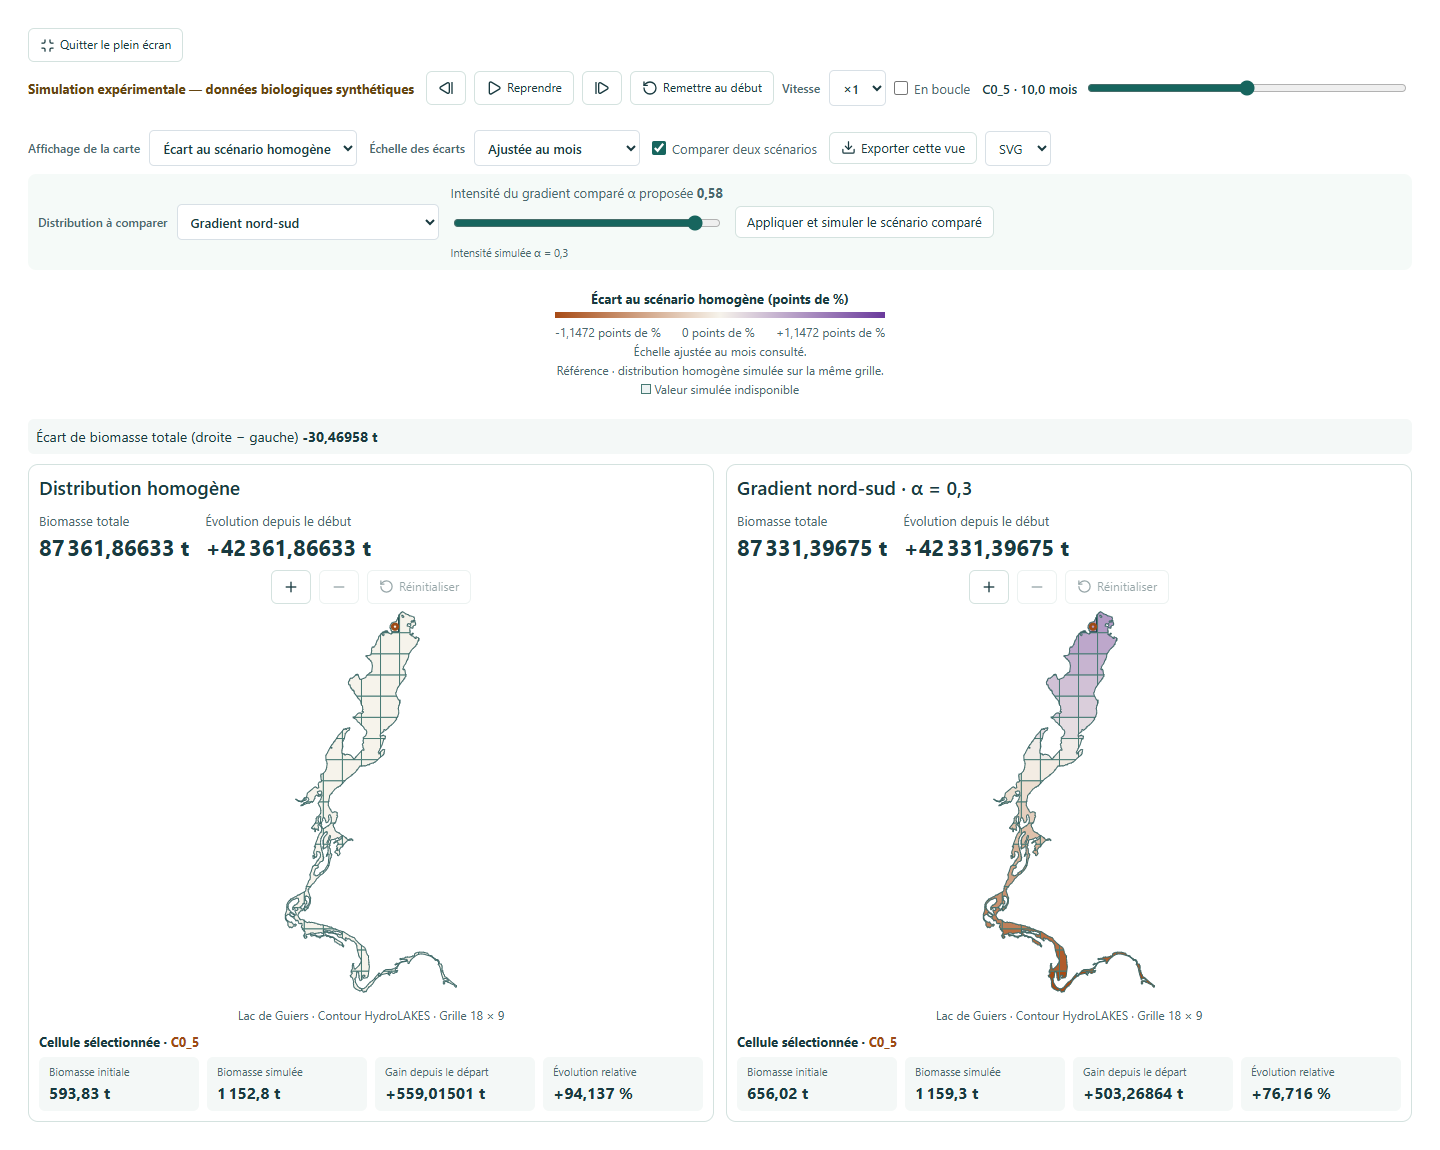 Quitter le plein écran
Simulation expérimentale — données biologiques synthétiques
Reprendre
Remettre au début
Vitesse
×1
En boucle
C0_5 · 10,0 mois
Affichage de la carte
Écart au scénario homogène
Échelle des écarts
Ajustée au mois
Comparer deux scénarios
Exporter cette vue
SVG
Intensité du gradient comparé α proposée 0,58
Distribution à comparer
Gradient nord-sud
Appliquer et simuler le scénario comparé
Intensité simulée α = 0,3
Écart au scénario homogène (points de %)
-1,1472 points de %
0 points de %
+1,1472 points de %
Échelle ajustée au mois consulté.
Référence · distribution homogène simulée sur la même grille.
Valeur simulée indisponible
Écart de biomasse totale (droite − gauche) -30,46958 t
Distribution homogène
Biomasse totale
Évolution depuis le début
87 361,86633 t
+42 361,86633 t
+
−
Réinitialiser
Lac de Guiers · Contour HydroLAKES · Grille 18 × 9
Cellule sélectionnée · C0_5
Biomasse initiale
593,83 t
Biomasse simulée
1 152,8 t
Gain depuis le départ
+559,01501 t
Évolution relative
+94,137 %
Gradient nord-sud · α = 0,3
Biomasse totale
Évolution depuis le début
87 331,39675 t
+42 331,39675 t
+
−
Réinitialiser
Lac de Guiers · Contour HydroLAKES · Grille 18 × 9
Cellule sélectionnée · C0_5
Biomasse initiale
656,02 t
Biomasse simulée
1 159,3 t
Gain depuis le départ
+503,26864 t
Évolution relative
+76,716 %